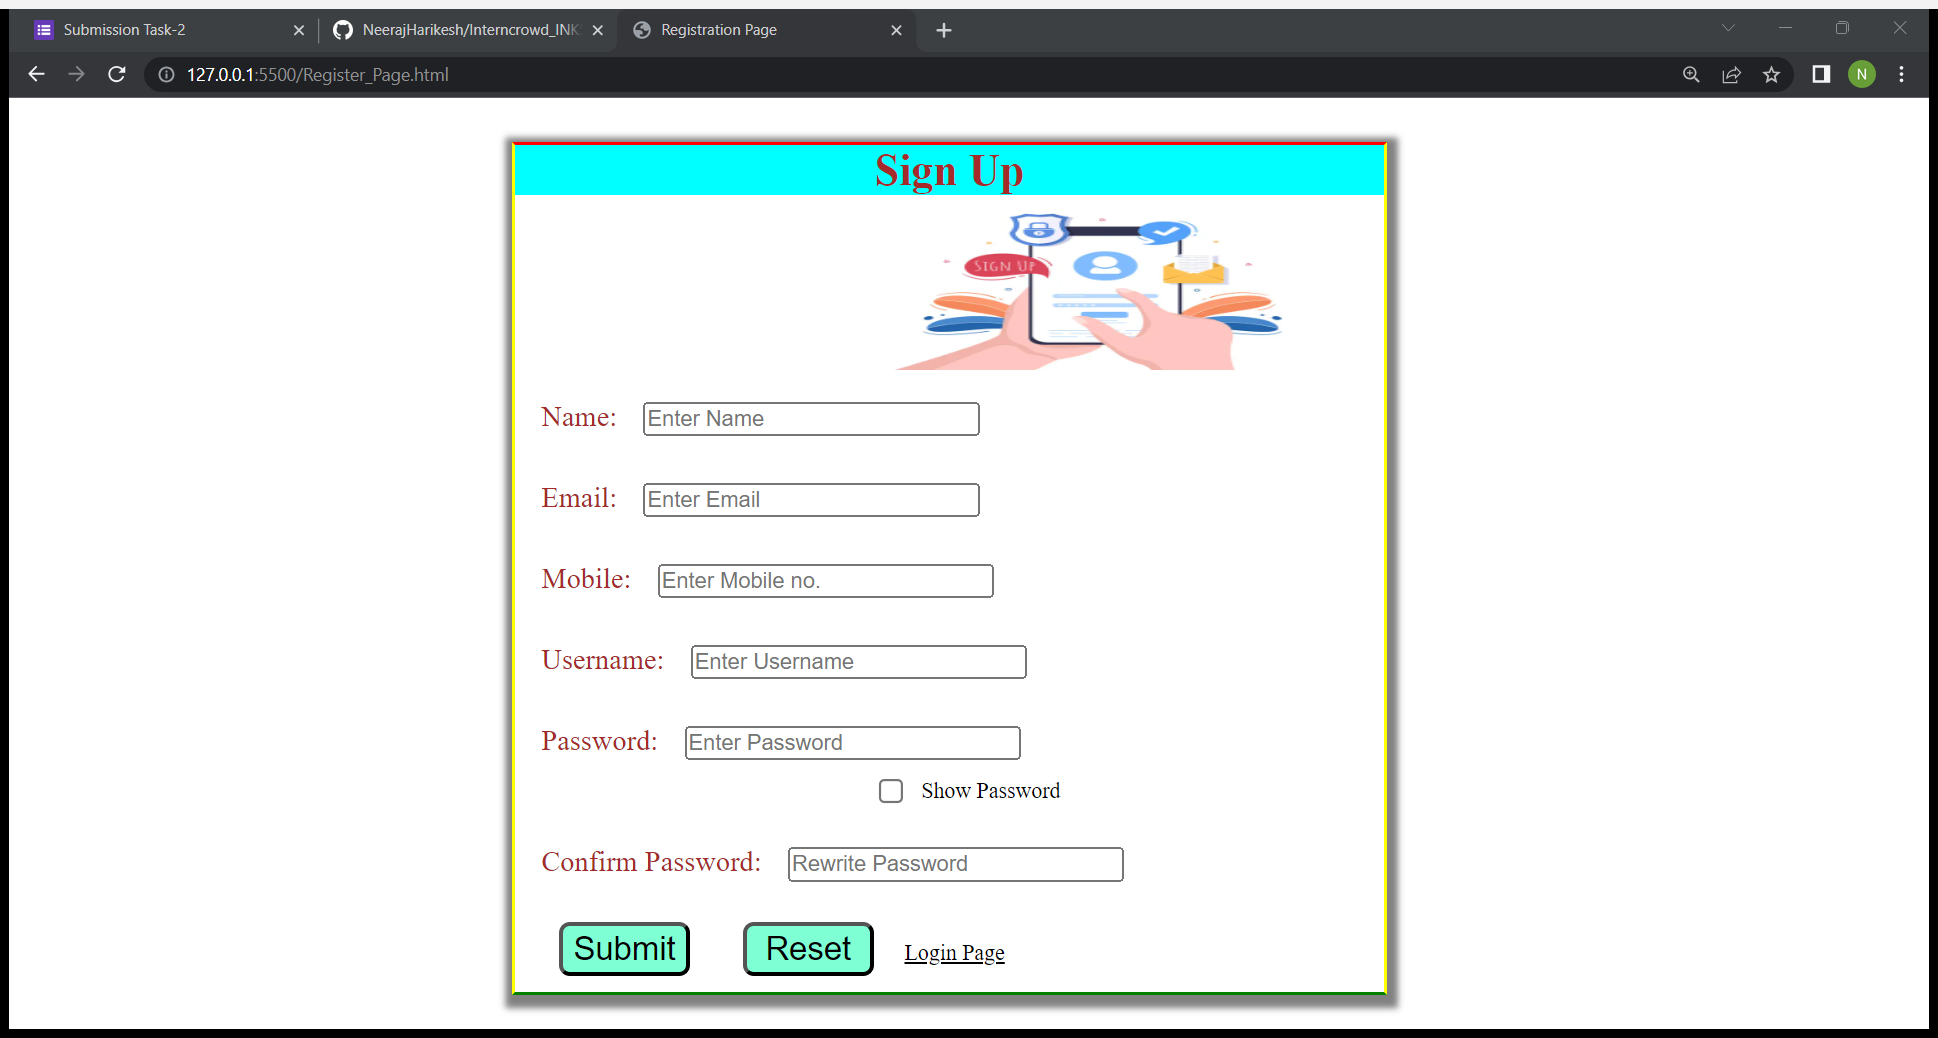 Submission Task-2
NeerajHarikesh/Interncrowd_INK
Registration Page
127.0.0.1:5500/Register_Page.html
N
Sign Up
SIGN UP
Name: Enter Name
Email: Enter Email
Mobile: Enter Mobile no.
Username: Enter Username
Password: Enter Password
Show Password
Confirm Password: Rewrite Password
Submit Reset Login Page